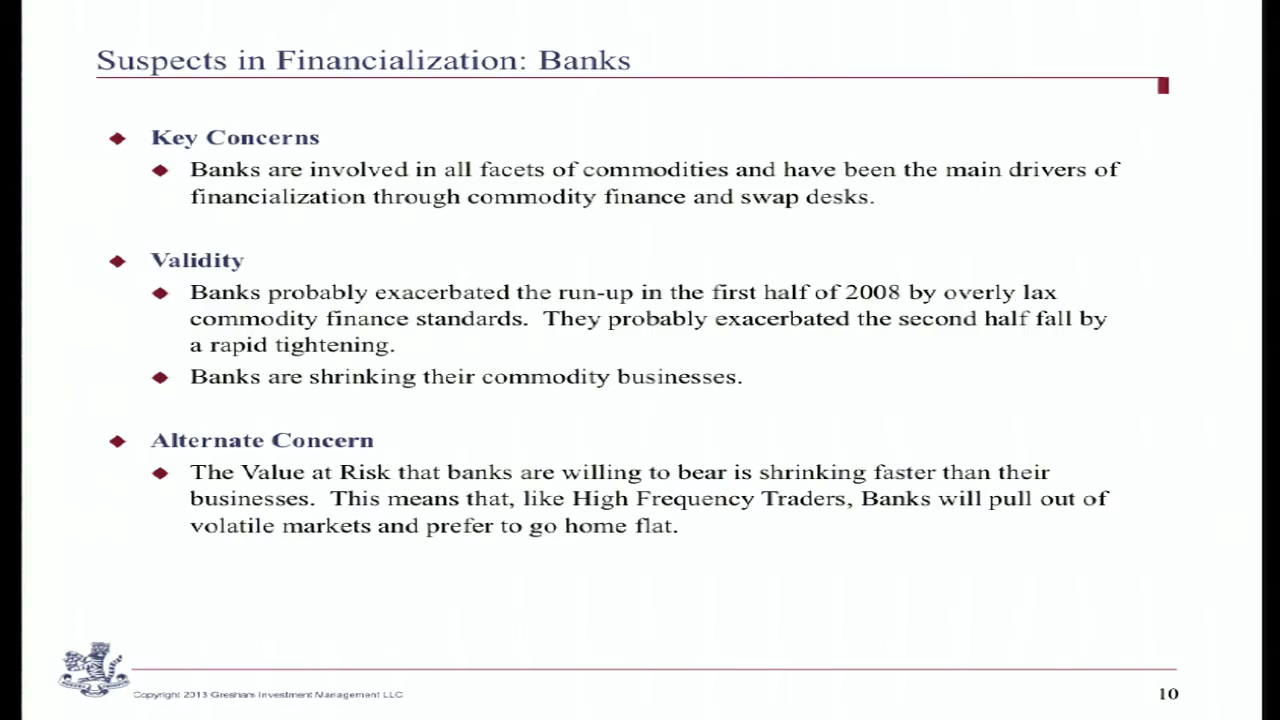 Suspects in Financialization: Banks
Key Concerns
Banks are involved in all facets of commodities and have been the main drivers of
financialization through commodity finance and swap desks.
Validity
Banks probably exacerbated the run-up in the first half of 2008 by overly lax
commodity finance standards. They probably exacerbated the second half fall by
a rapid tightening.
Banks are shrinking their commodity businesses.
Alternate Concern
The Value at Risk that banks are willing to bear is shrinking faster than their
businesses. This means that, like High Frequency Traders, Banks will pull out of
volatile markets and prefer to go home flat.
Copyright 2013 Gresham Investment Management LLC
10